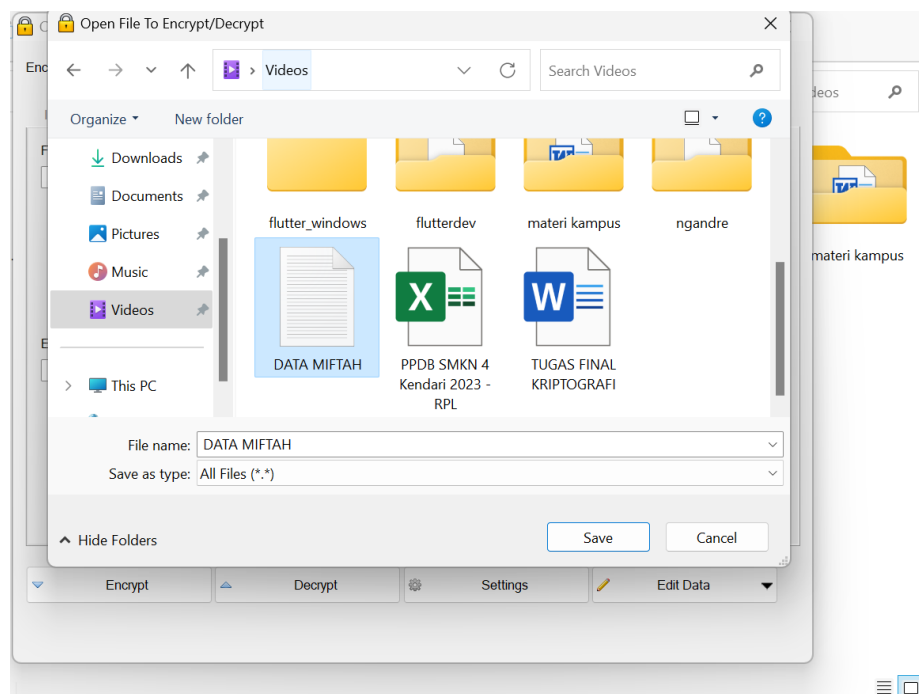 Open File To Encrypt/Decrypt
Enc
Videos
Search Videos
deos
Organize
New folder
Downloads
Documents
Pictures
Music
Videos
This PC
flutter_windows
flutterdev
materi kampus
ngandre
materi kampus
DATA MIFTAH
PPDB SMKN 4
Kendari 2023 -
RPL
TUGAS FINAL
KRIPTOGRAFI
File name: DATA MIFTAH
Save as type: All Files (*.*)
Hide Folders
Save
Cancel
Encrypt
Decrypt
Settings
Edit Data